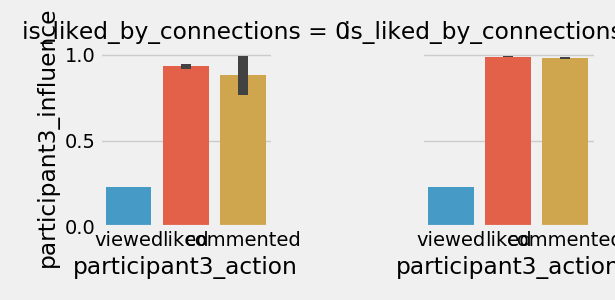 is_liked_by_connections = 0
is_liked_by_connections
participant3_influence
1.0
0.5
0.0
viewed liked commented
viewed liked commented
participant3_action
participant3_action